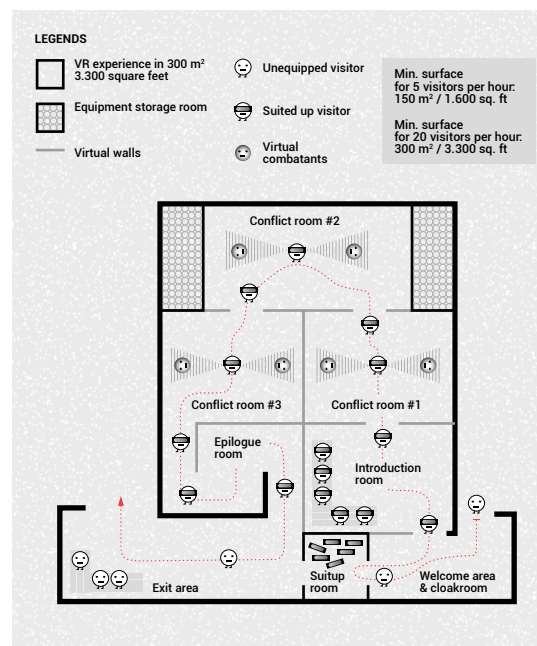 LEGENDS
VR experience in 300 m²
3.300 square feet
Equipment storage room
Virtual walls
Unequipped visitor
Suited up visitor
Virtual
combatants
Min. surface
for 5 visitors per hour:
150 m² / 1.600 sq. ft
Min. surface
for 20 visitors per hour:
300 m² / 3.300 sq. ft
Conflict room #2
Conflict room #3
Conflict room #1
Epilogue
room
Introduction
room
Exit area
Suitup
room
Welcome area
& cloakroom